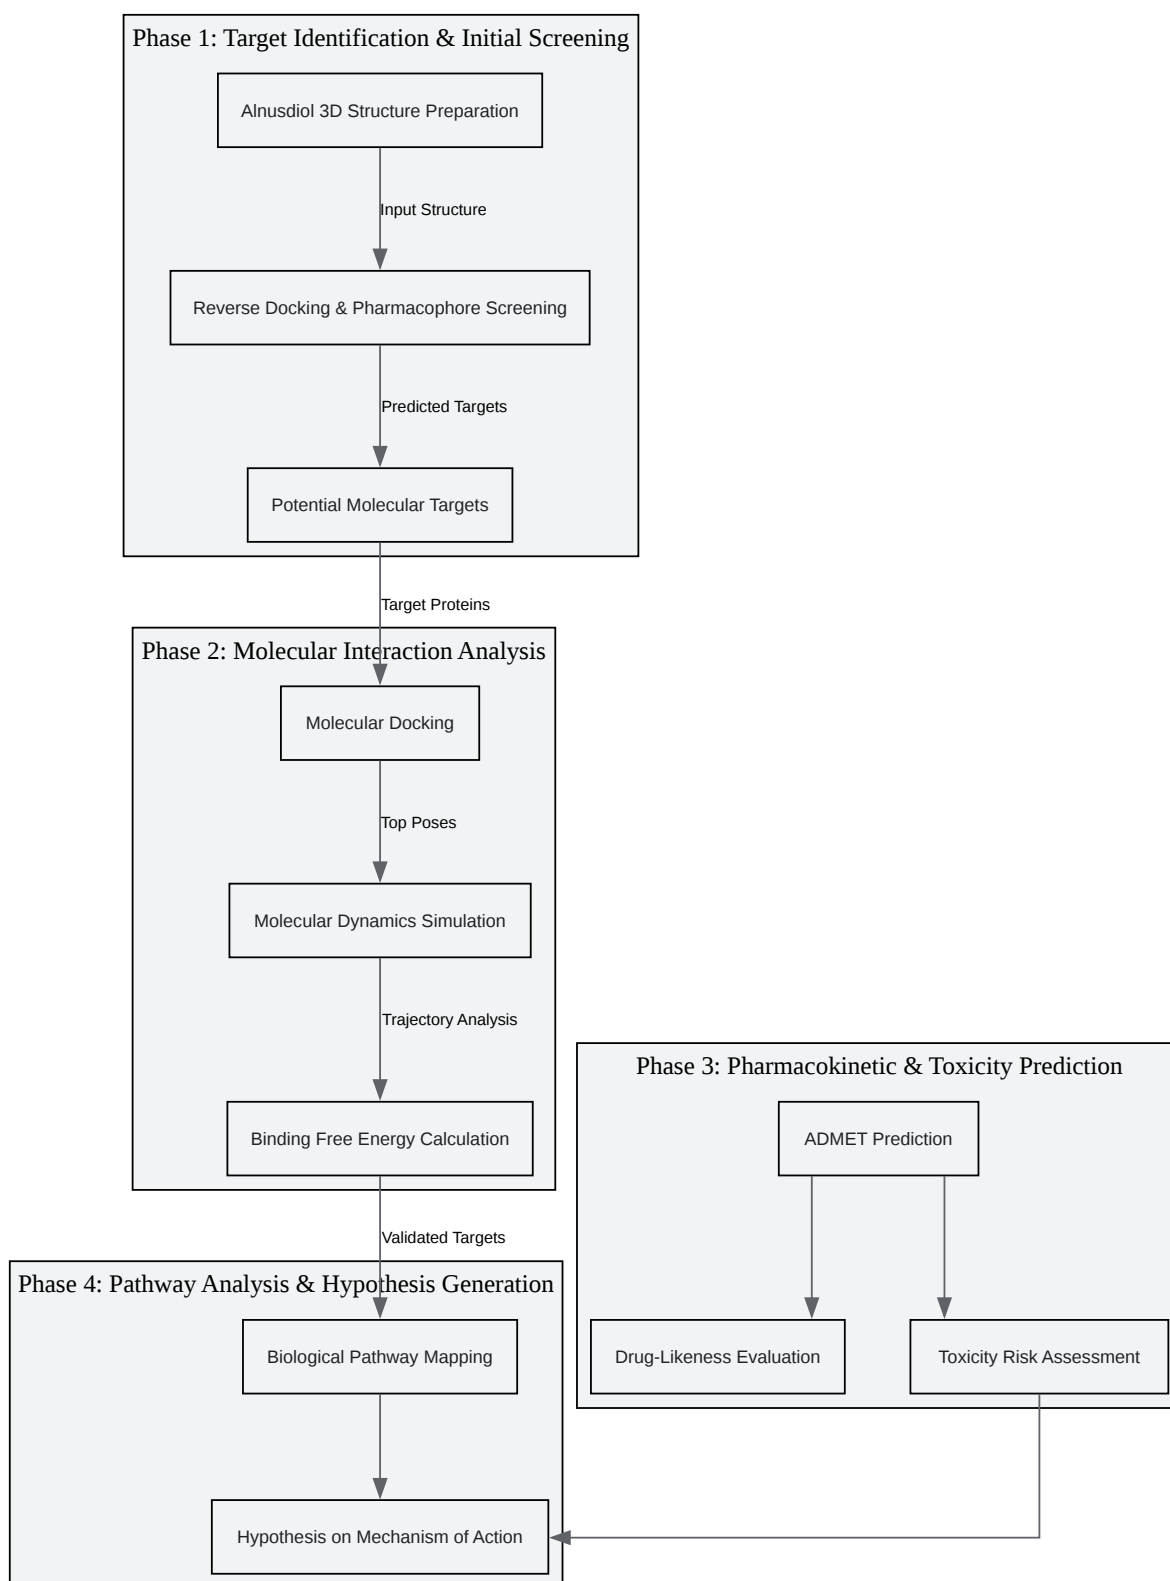 Phase 1: Target Identification & Initial Screening
Alnusdiol 3D Structure Preparation
Input Structure
Reverse Docking & Pharmacophore Screening
Predicted Targets
Potential Molecular Targets
Target Proteins
Phase 2: Molecular Interaction Analysis
Molecular Docking
Top Poses
Molecular Dynamics Simulation
Trajectory Analysis
Binding Free Energy Calculation
Validated Targets
Phase 3: Pharmacokinetic & Toxicity Prediction
ADMET Prediction
Drug-Likeness Evaluation
Toxicity Risk Assessment
Phase 4: Pathway Analysis & Hypothesis Generation
Biological Pathway Mapping
Hypothesis on Mechanism of Action